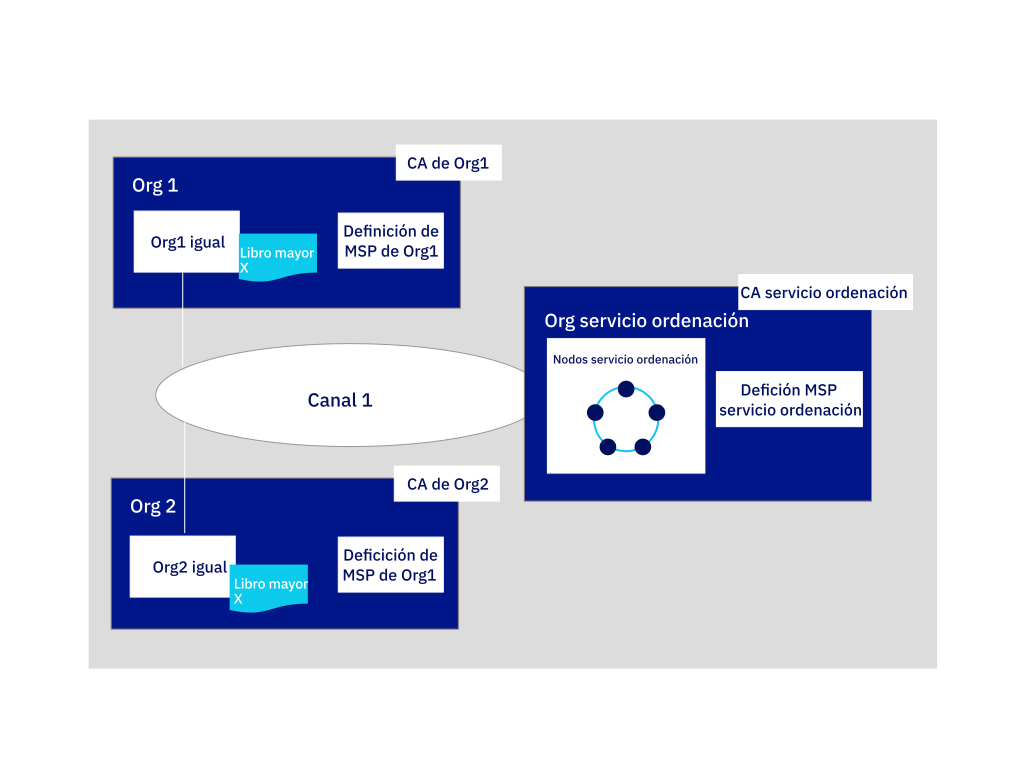 CA de Org1
Org 1
Org1 igual
Libro mayor
X
Definición de
MSP de Org1
CA servicio ordenación
Org servicio ordenación
Nodos servicio ordenación
Defición MSP
servicio ordenación
Canal 1
CA de Org2
Org 2
Org2 igual
Libro mayor
X
Deficición de
MSP de Org1